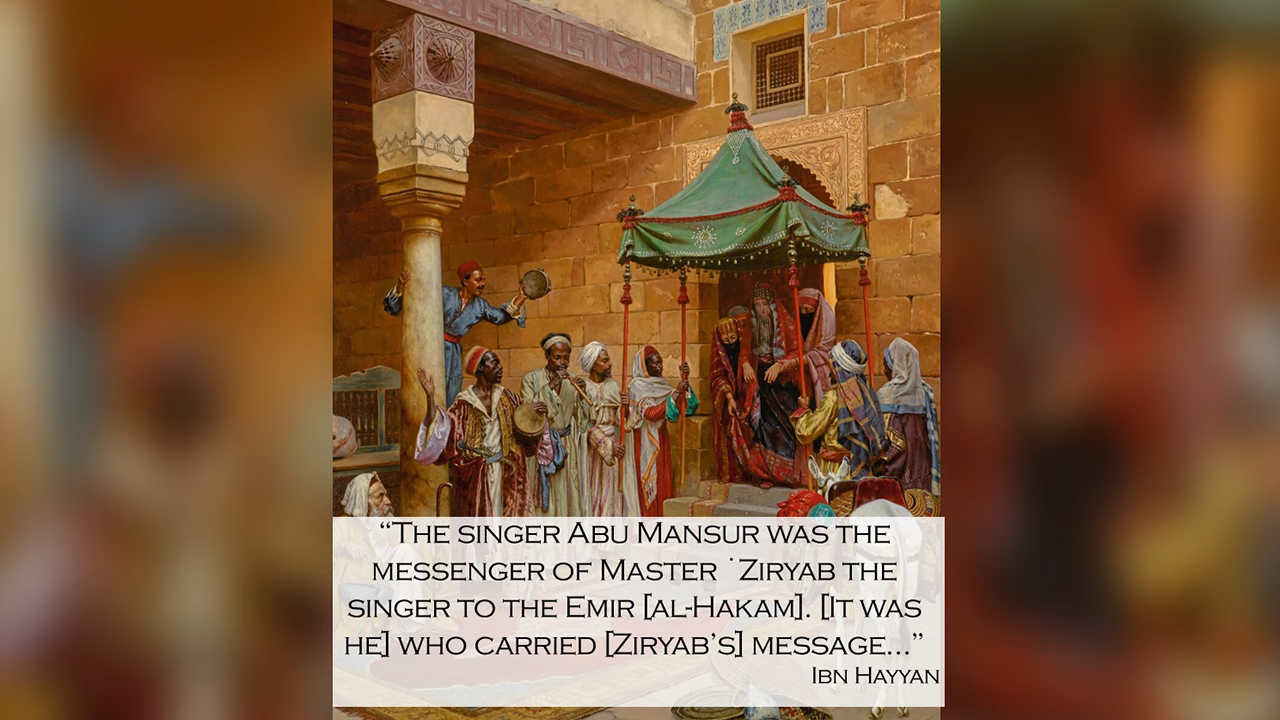 “The singer Abu Mansur was the
messenger of Master ˙Ziryab the
singer to the Emir [al-Hakam]. [It was
he] who carried [Ziryab’s] message...”
Ibn Hayyan